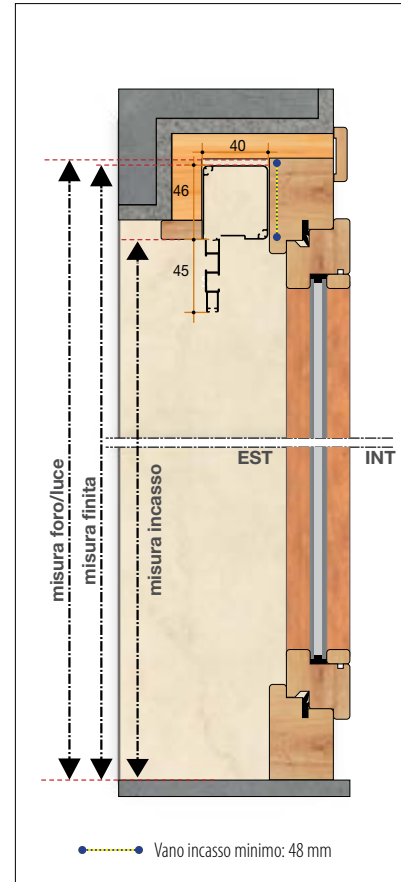 40
46
45
EST
INT
misura foro/luce
misura finita
misura incasso
Vano incasso minimo: 48 mm